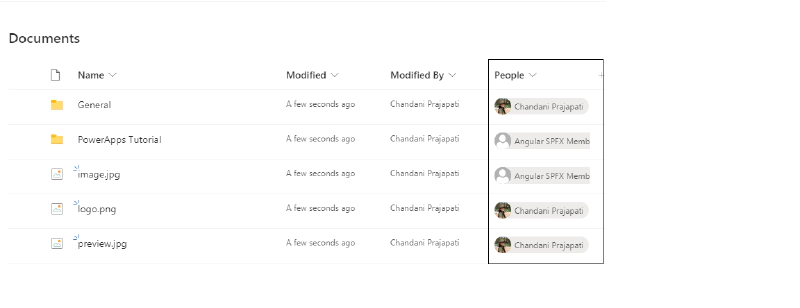 Documents
Name Modified Modified By People
General A few seconds ago Chandani Prajapati Chandani Prajapati
PowerApps Tutorial A few seconds ago Chandani Prajapati Angular SPFX Memb
image.jpg A few seconds ago Chandani Prajapati Angular SPFX Memb
logo.png A few seconds ago Chandani Prajapati Chandani Prajapati
preview.jpg A few seconds ago Chandani Prajapati Chandani Prajapati